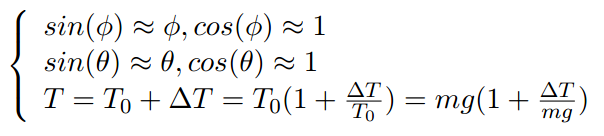 sin(ϕ) ≈ ϕ, cos(ϕ) ≈ 1
sin(θ) ≈ θ, cos(θ) ≈ 1
T = T₀ + ΔT = T₀(1 + ΔT/T₀) = mg(1 + ΔT/mg)